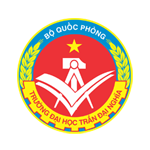 BỘ QUỐC PHÒNG
TRƯỜNG ĐẠI HỌC TRẦN ĐẠI NGHĨA